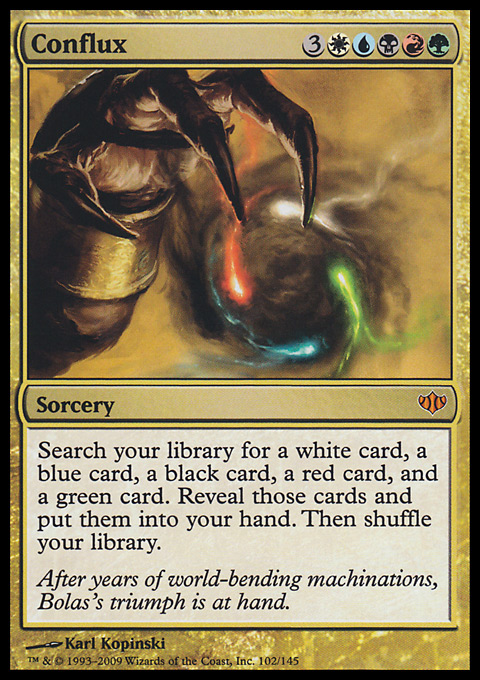 Conflux 3
Sorcery
Search your library for a white card, a
blue card, a black card, a red card, and
a green card. Reveal those cards and
put them into your hand. Then shuffle
your library.
After years of world-bending machinations,
Bolas's triumph is at hand.
Karl Kopinski
™ & © 1993–2009 Wizards of the Coast, Inc. 102/145